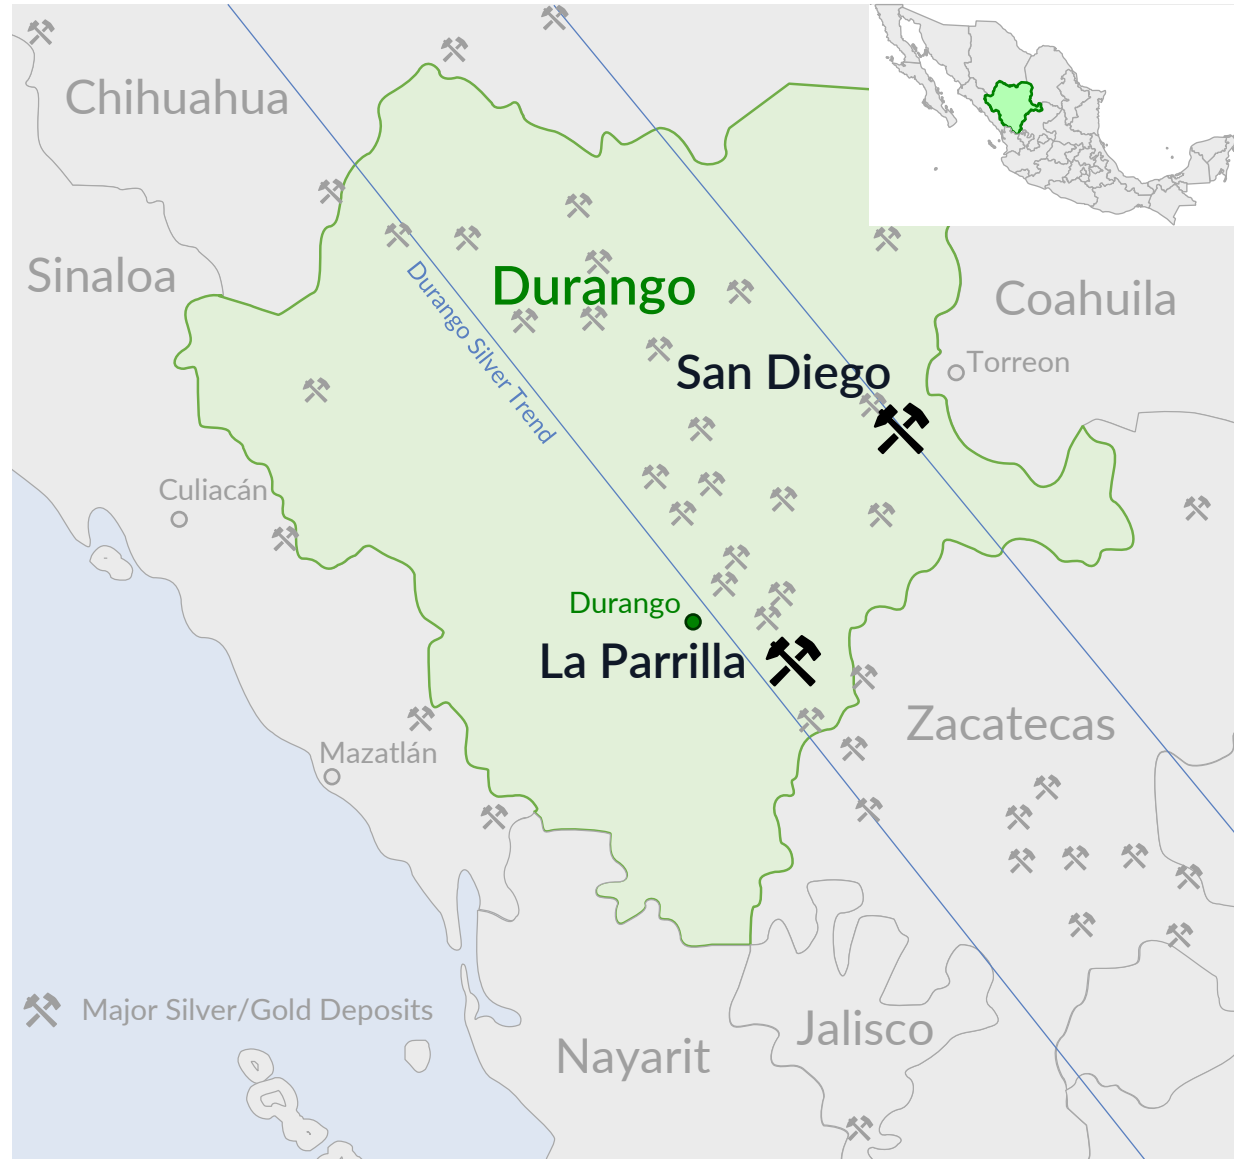 Chihuahua
Sinaloa
Durango
Coahuila
Durango Silver Trend
San Diego
Torreon
Culiacán
Durango
La Parrilla
Zacatecas
Mazatlán
Major Silver/Gold Deposits
Jalisco
Nayarit